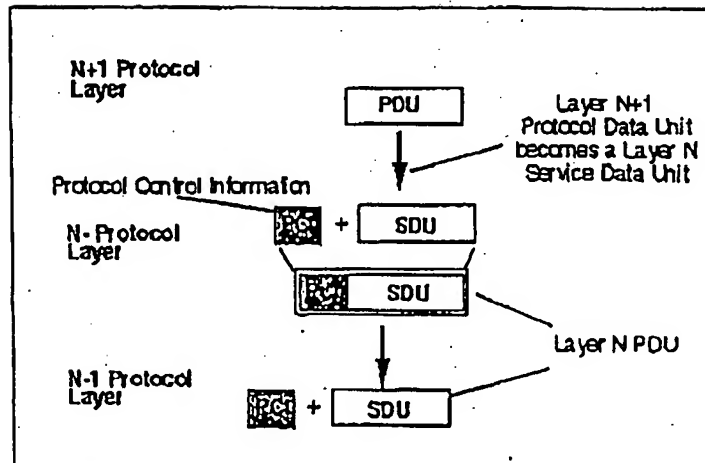 N+1 Protocol
Layer
PDU
Layer N+1
Protocol Data Unit
becomes a Layer N
Service Data Unit
Protocol Control Information
PCI + SDU
N- Protocol
Layer
SDU
Layer N PDU
N-1 Protocol
Layer
PCI + SDU